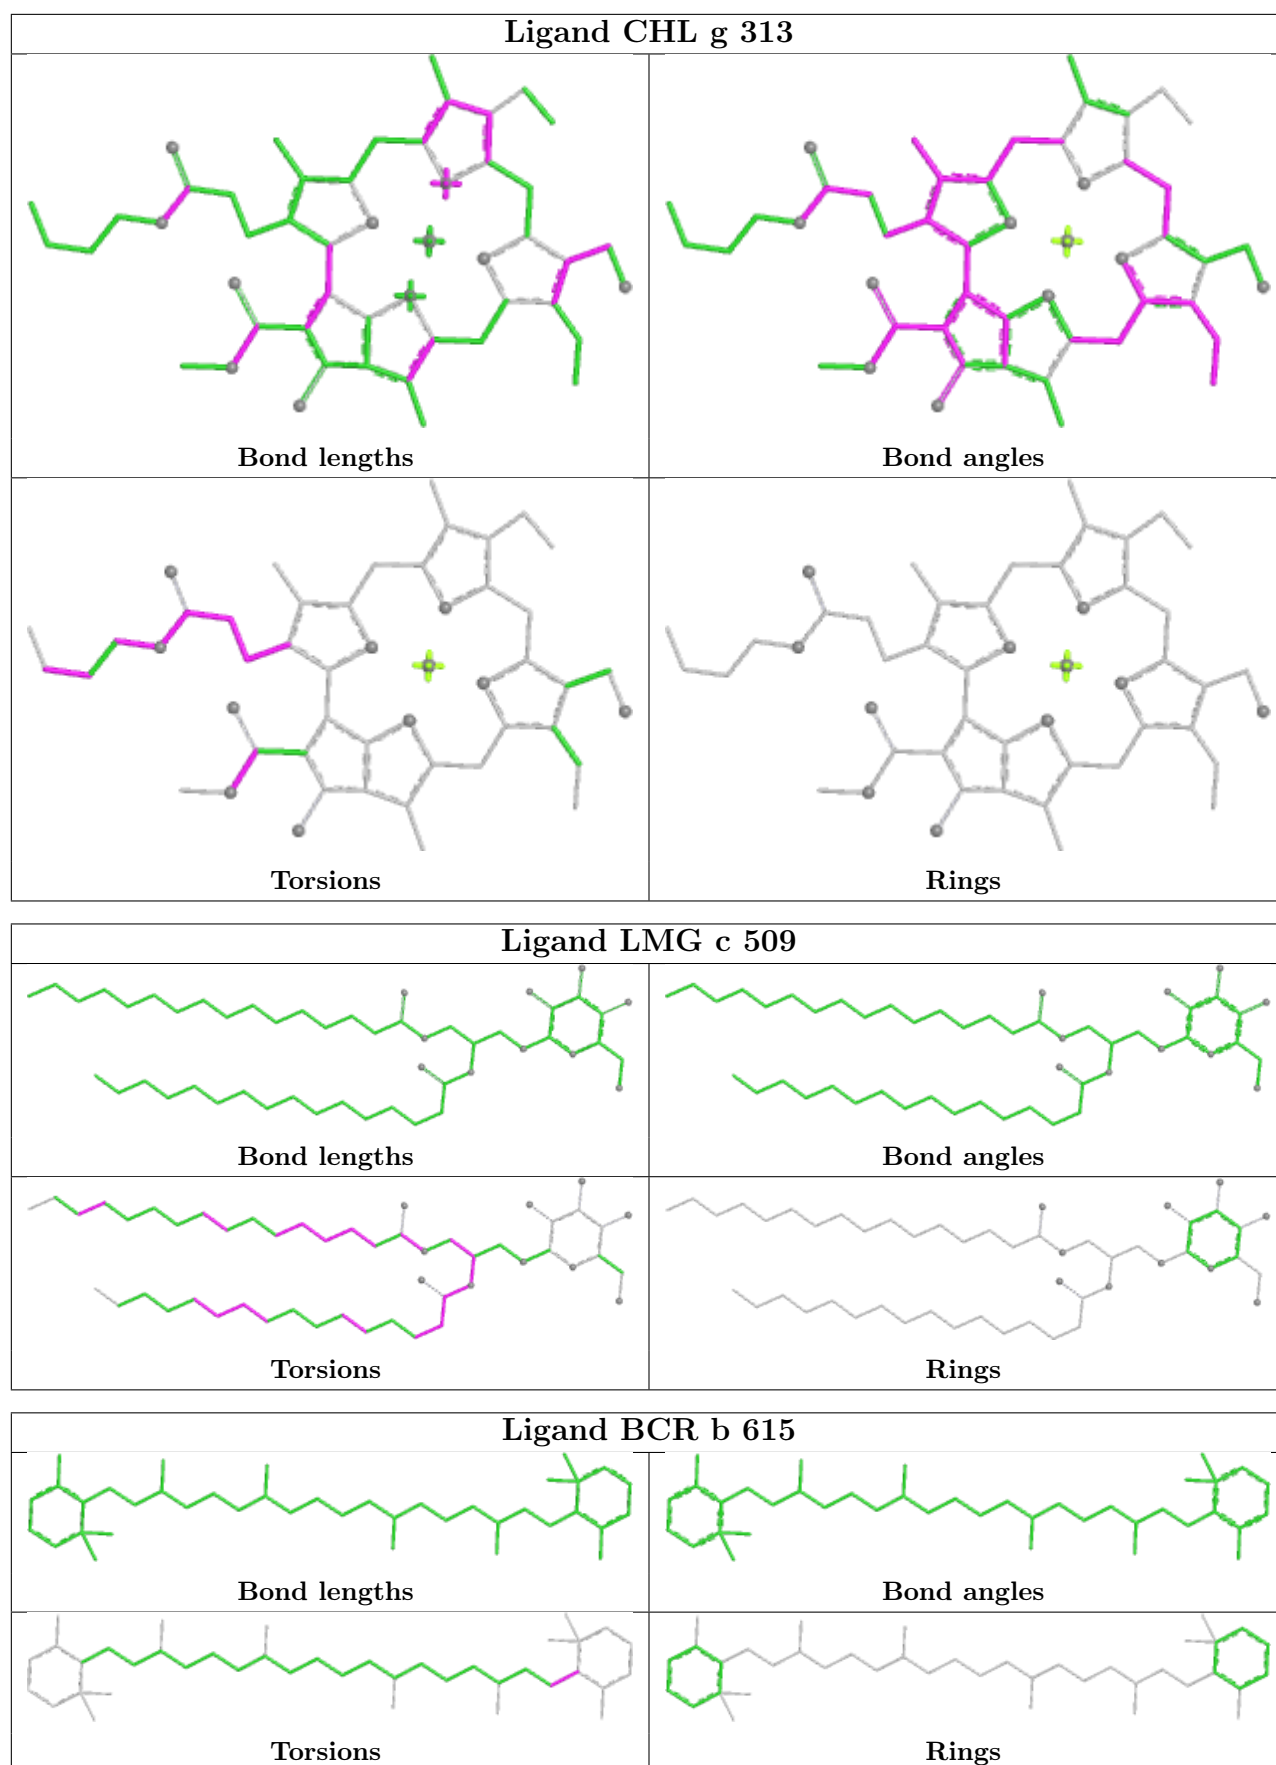 Ligand CHL g 313
Bond lengths
Bond angles
Torsions
Rings
Ligand LMG c 509
Bond lengths
Bond angles
Torsions
Rings
Ligand BCR b 615
Bond lengths
Bond angles
Torsions
Rings